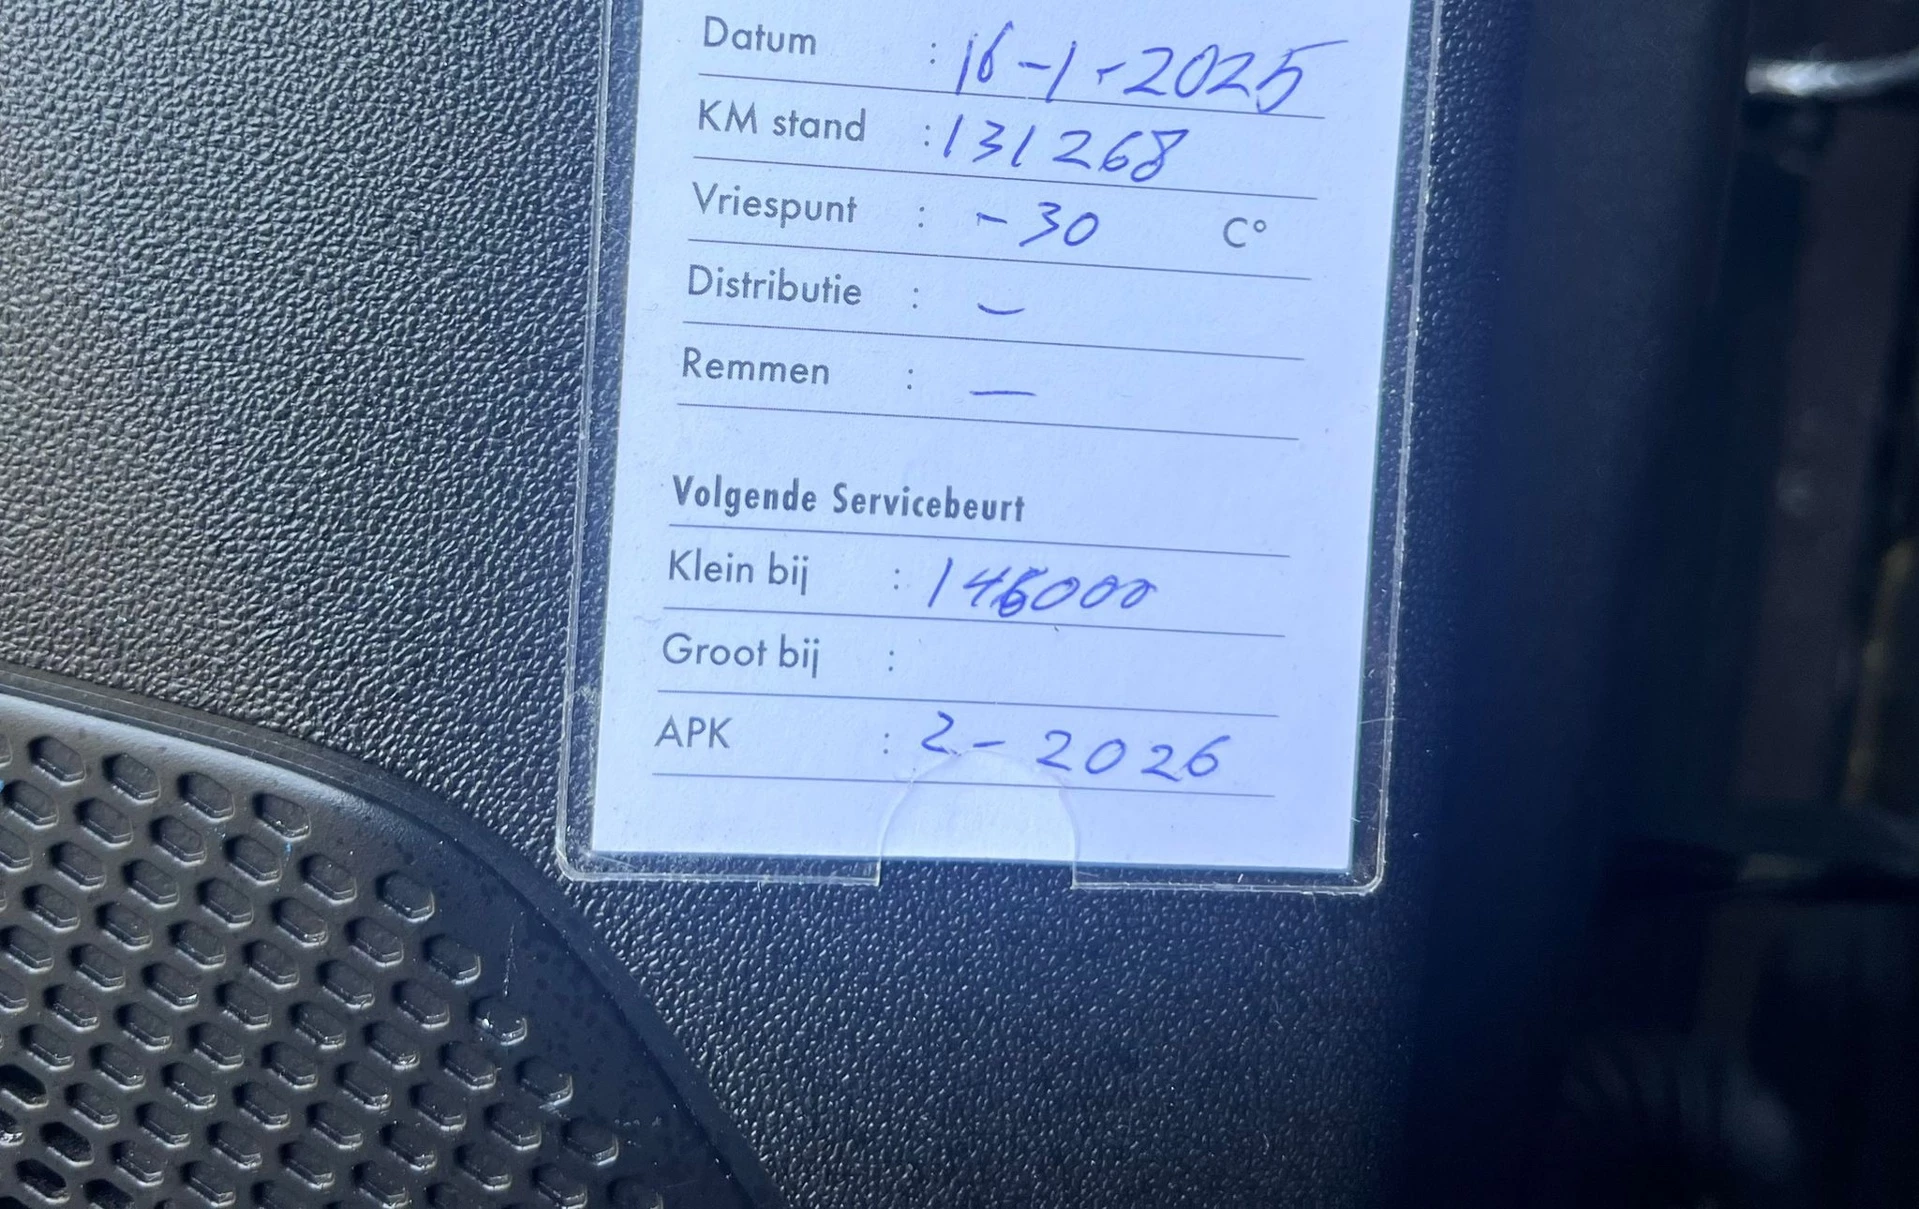 Datum : 16-1-2025
KM stand : 131268
Vriespunt : -30 C°
Distributie : -
Remmen : -
Volgende Servicebeurt
Klein bij : 146000
Groot bij :
APK : 2-2026